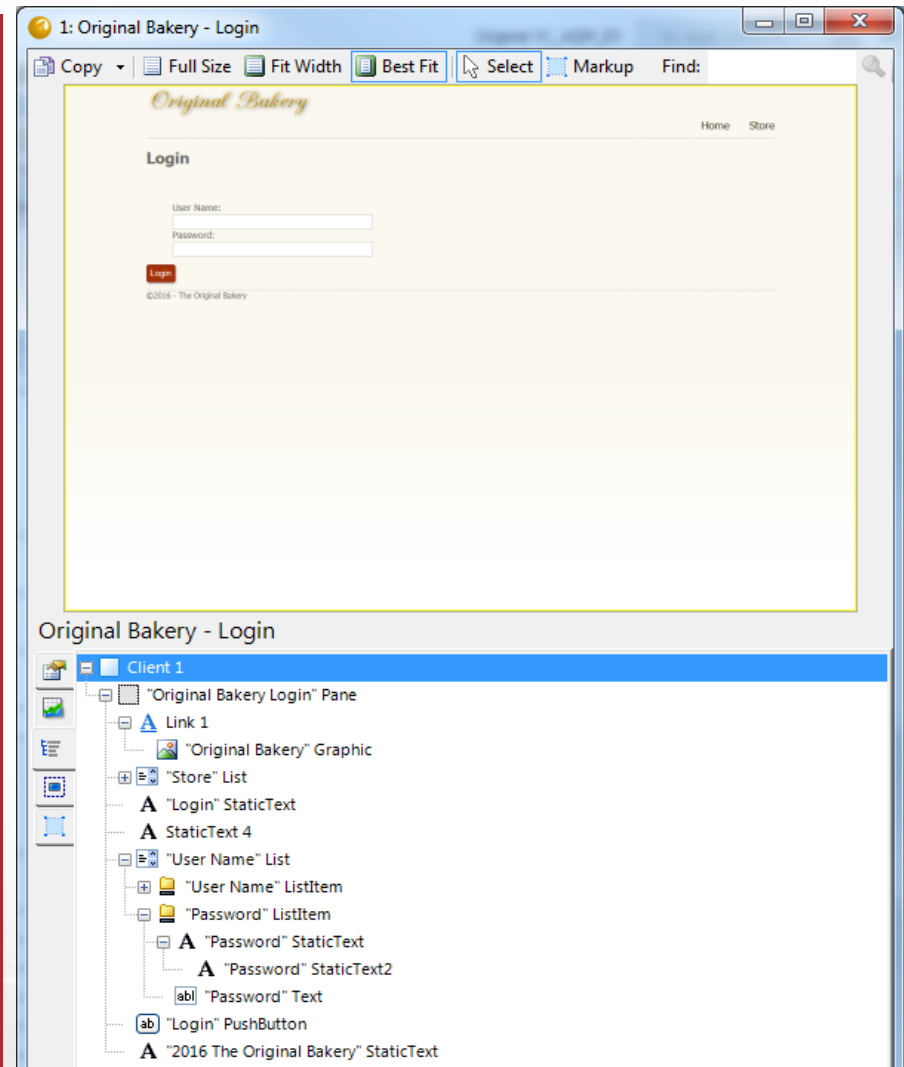 1: Original Bakery - Login
Copy Full Size Fit Width Best Fit Select Markup Find:
Original Bakery
Home Store
Login
User Name:
Password:
Login
©2016 - The Original Bakery
Original Bakery - Login
Client 1
"Original Bakery Login" Pane
A Link 1
"Original Bakery" Graphic
"Store" List
A "Login" StaticText
A StaticText 4
"User Name" List
"User Name" ListItem
"Password" ListItem
A "Password" StaticText
A "Password" StaticText2
abl "Password" Text
ab "Login" PushButton
A "2016 The Original Bakery" StaticText